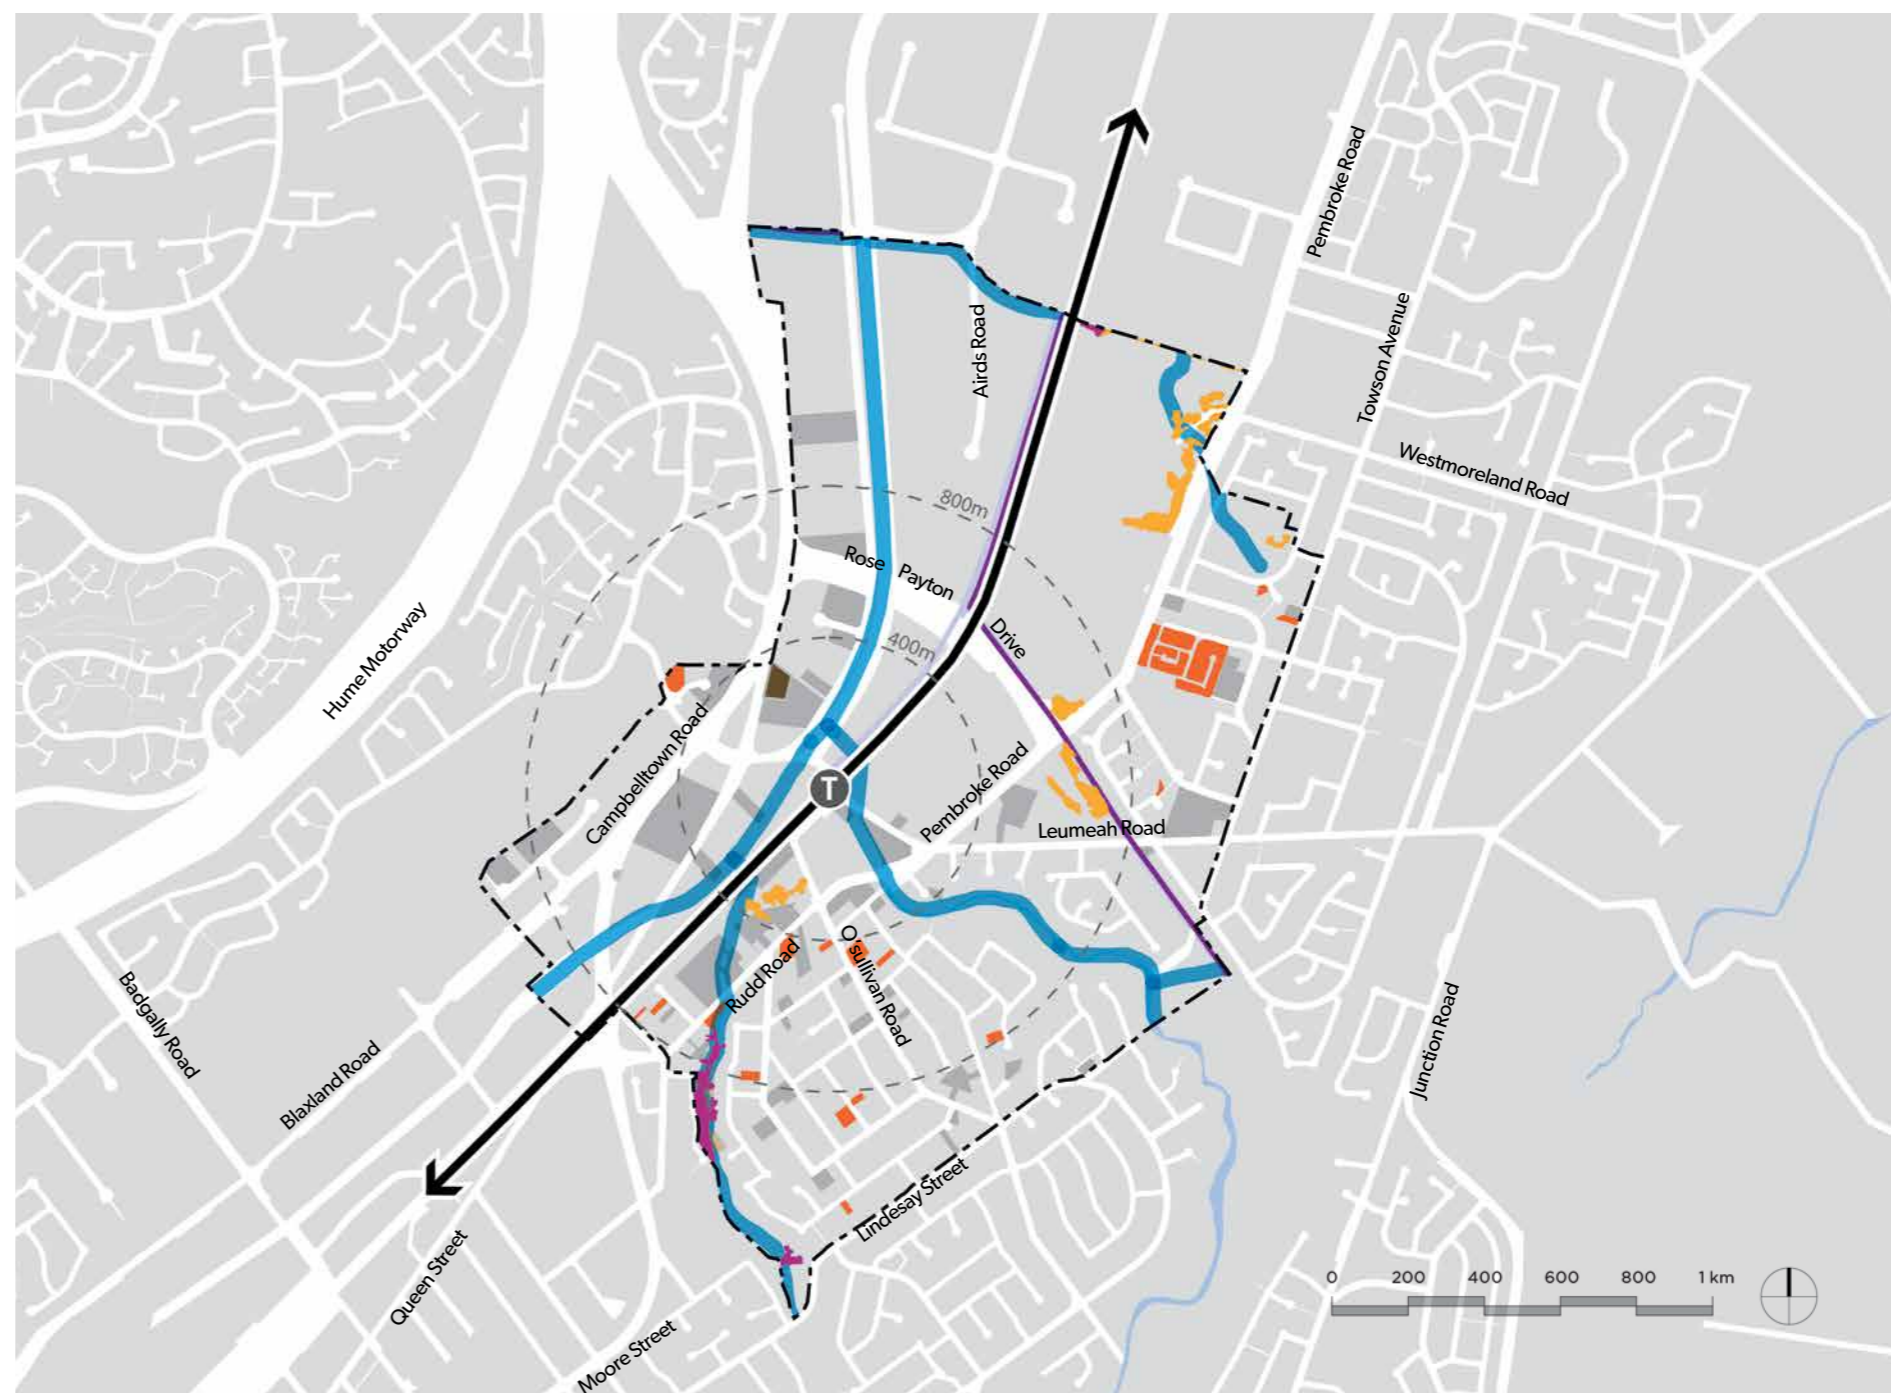 Pembroke Road
Towson Avenue
Airds Road
Westmoreland Road
800m
Rose Payton
Drive
400m
Hume Motorway
Campbelltown Road
T
Pembroke Road
Leumeah Road
O'sullivan Road
Rudd Road
Badgally Road
Blaxland Road
Junction Road
Lindesay Street
Queen Street
Moore Street
0 200 400 600 800 1 km